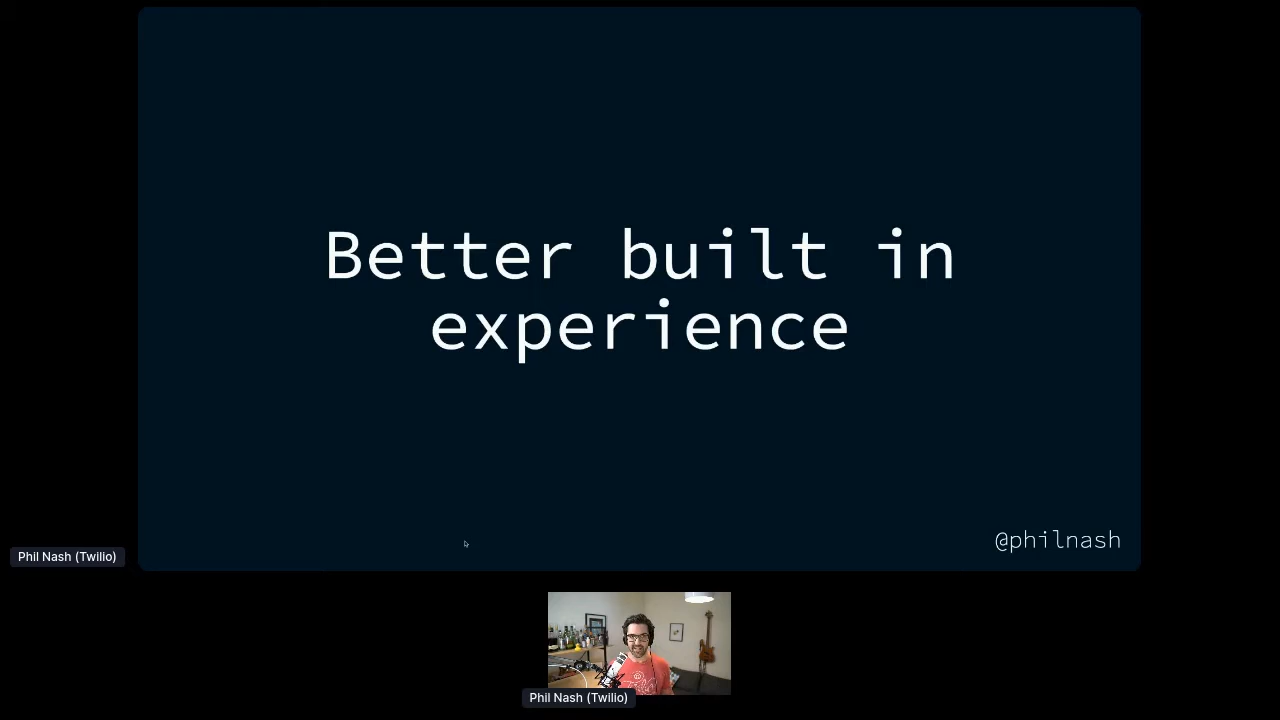 Better built in
experience
@philnash
Phil Nash (Twilio)
Phil Nash (Twilio)